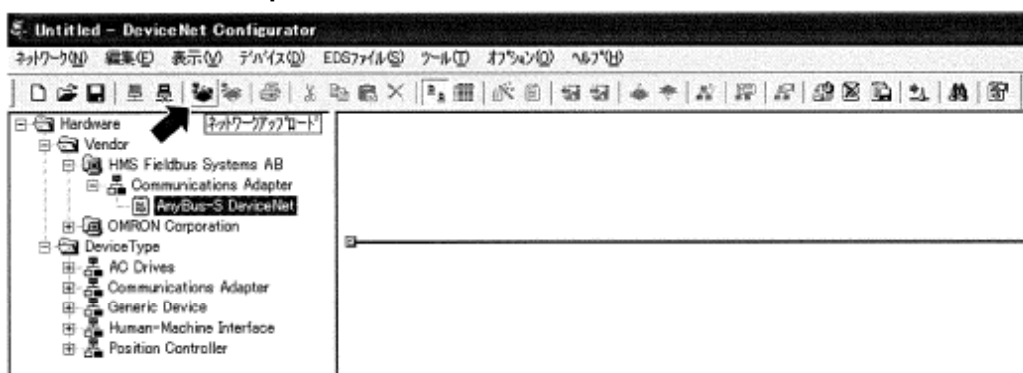 Untitled - DeviceNet Configurator
ネットワーク(N) 編集(E) 表示(V) デバイス(D) EDSファイル(S) ツール(T) オプション(O) ヘルプ(H)
Hardware
ネットワークアップロード
Vendor
HMS Fieldbus Systems AB
Communications Adapter
AnyBus-S DeviceNet
OMRON Corporation
DeviceType
AC Drives
Communications Adapter
Generic Device
Human-Machine Interface
Position Controller